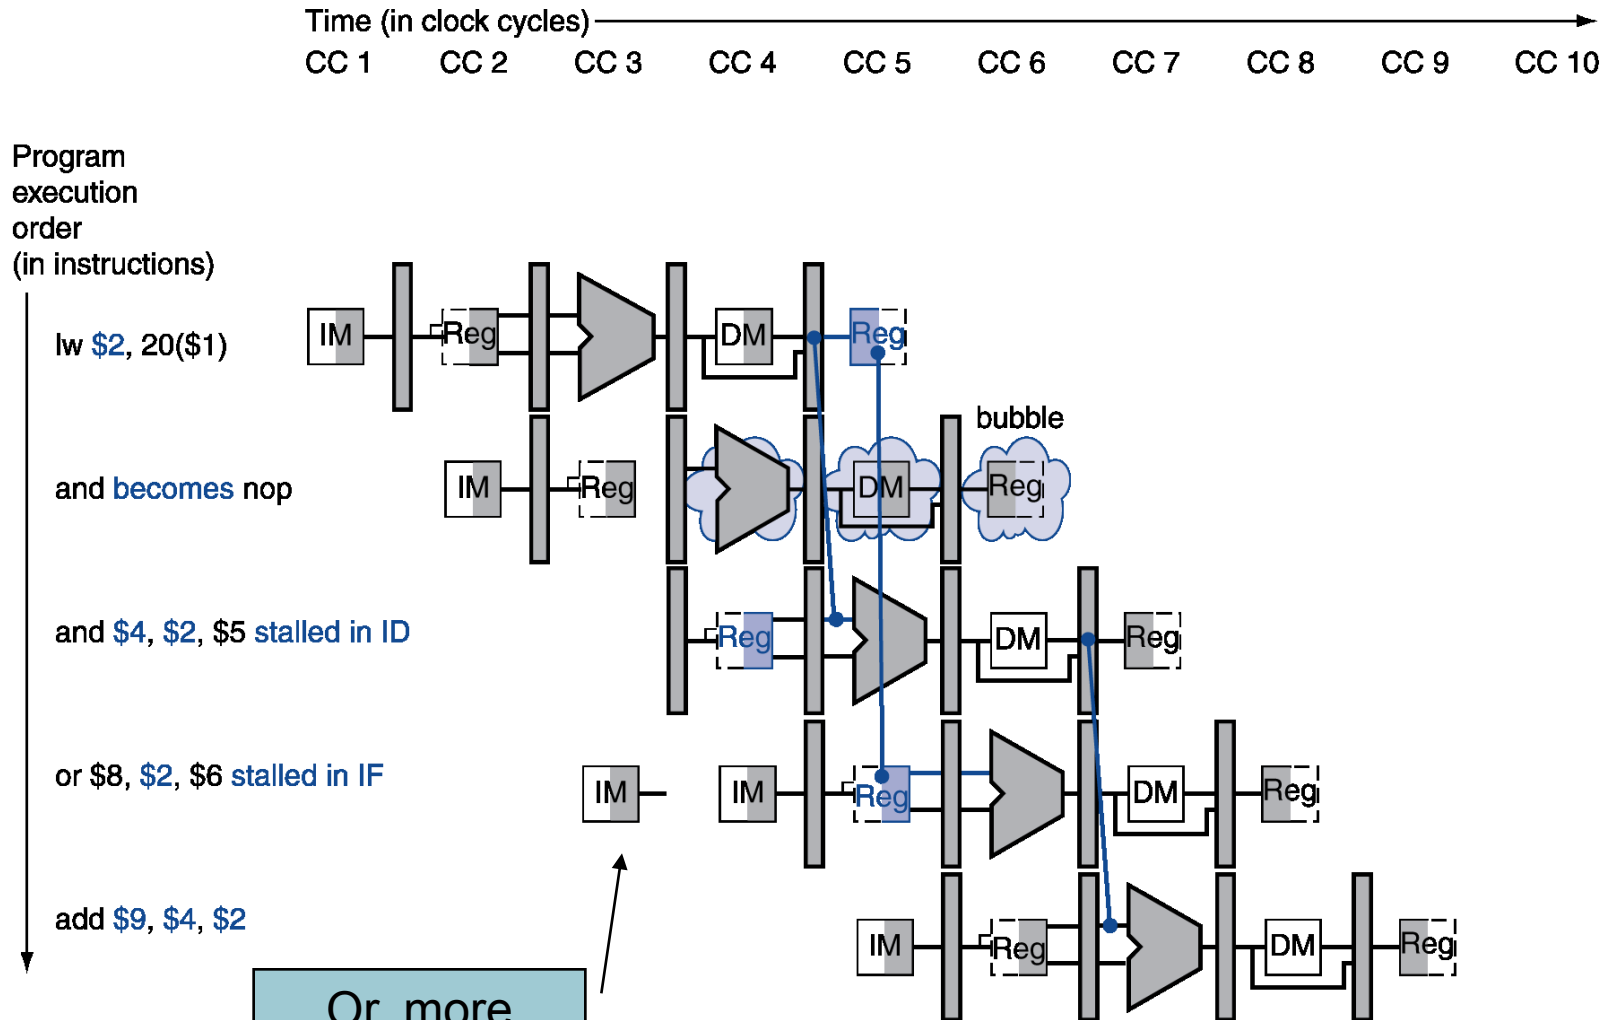 Time (in clock cycles)
CC 1 CC 2 CC 3 CC 4 CC 5 CC 6 CC 7 CC 8 CC 9 CC 10
Program
execution
order
(in instructions)
lw $2, 20($1)
IM Reg DM Reg
bubble
and becomes nop
IM Reg DM Reg
and $4, $2, $5 stalled in ID
Reg DM Reg
or $8, $2, $6 stalled in IF
IM IM Reg DM Reg
add $9, $4, $2
IM Reg DM Reg
Or, more